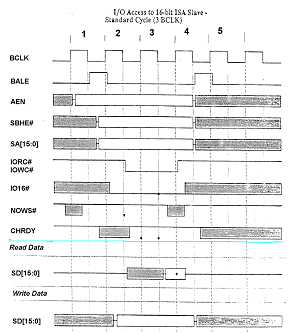 I/O Access to 16-bit ISA Slave -
Standard Cycle (3 BCLK)
1 2 3 4 5
BCLK
BALE
AEN
SBHE#
SA[15:0]
IORC#
IOWC#
IO16#
NOWS#
CHRDY
Read Data
SD[15:0]
Write Data
SD[15:0]